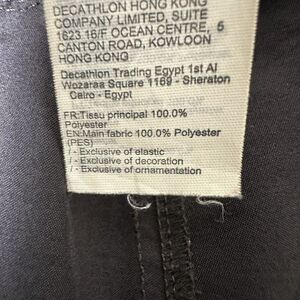 DECATHLON HONG KONG
COMPANY LIMITED, SUITE
1623 16/F OCEAN CENTRE, 5
CANTON ROAD, KOWLOON
HONG KONG
Decathlon Trading Egypt 1st Al
Wozaraa Square 1169 - Sheraton
Cairo - Egypt
FR:Tissu principal 100.0%
Polyester
EN:Main fabric 100.0% Polyester
(PES)
/ - Exclusive of elastic
/ - Exclusive of decoration
/ - Exclusive of ornamentation